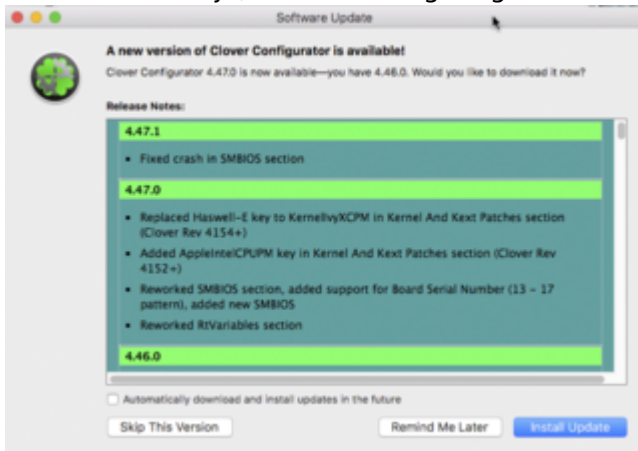 Software Update
A new version of Clover Configurator is available!
Clover Configurator 4.47.0 is now available—you have 4.46.0. Would you like to download it now?
Release Notes:
4.47.1
▪ Fixed crash in SMBIOS section
4.47.0
▪ Replaced Haswell-E key to KernelIvyXCPM in Kernel And Kext Patches section
(Clover Rev 4154+)
▪ Added AppleIntelCPUPM key in Kernel And Kext Patches section (Clover Rev
4152+)
▪ Reworked SMBIOS section, added support for Board Serial Number (13 – 17
pattern), added new SMBIOS
▪ Reworked RtVariables section
4.46.0
Automatically download and install updates in the future
Skip This Version
Remind Me Later
Install Update